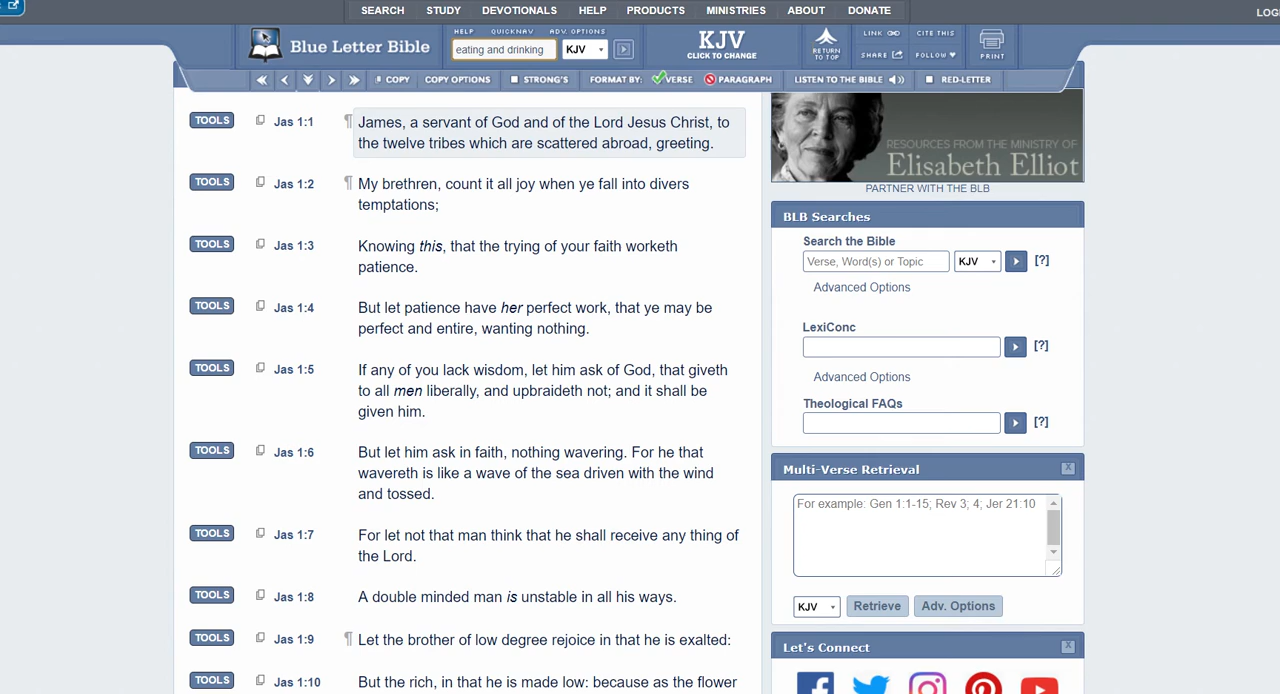 SEARCH STUDY DEVOTIONALS HELP PRODUCTS MINISTRIES ABOUT DONATE
LOG
Blue Letter Bible
HELP QUICKNAV ADV. OPTIONS
eating and drinking KJV
KJV
CLICK TO CHANGE
RETURN
TO TOP
LINK CITE THIS
SHARE FOLLOW
PRINT
COPY COPY OPTIONS STRONG'S FORMAT BY: VERSE PARAGRAPH LISTEN TO THE BIBLE RED-LETTER
TOOLS Jas 1:1 ¶ James, a servant of God and of the Lord Jesus Christ, to
the twelve tribes which are scattered abroad, greeting.
TOOLS Jas 1:2 ¶ My brethren, count it all joy when ye fall into divers
temptations;
TOOLS Jas 1:3 Knowing this, that the trying of your faith worketh
patience.
TOOLS Jas 1:4 But let patience have her perfect work, that ye may be
perfect and entire, wanting nothing.
TOOLS Jas 1:5 If any of you lack wisdom, let him ask of God, that giveth
to all men liberally, and upbraideth not; and it shall be
given him.
TOOLS Jas 1:6 But let him ask in faith, nothing wavering. For he that
wavereth is like a wave of the sea driven with the wind
and tossed.
TOOLS Jas 1:7 For let not that man think that he shall receive any thing of
the Lord.
TOOLS Jas 1:8 A double minded man is unstable in all his ways.
TOOLS Jas 1:9 ¶ Let the brother of low degree rejoice in that he is exalted:
TOOLS Jas 1:10 But the rich, in that he is made low: because as the flower
RESOURCES FROM THE MINISTRY OF
Elisabeth Elliot
PARTNER WITH THE BLB
BLB Searches
Search the Bible
Verse, Word(s) or Topic KJV [?]
Advanced Options
LexiConc
[?]
Advanced Options
Theological FAQs
[?]
Multi-Verse Retrieval X
For example: Gen 1:1-15; Rev 3; 4; Jer 21:10
KJV Retrieve Adv. Options
Let's Connect X